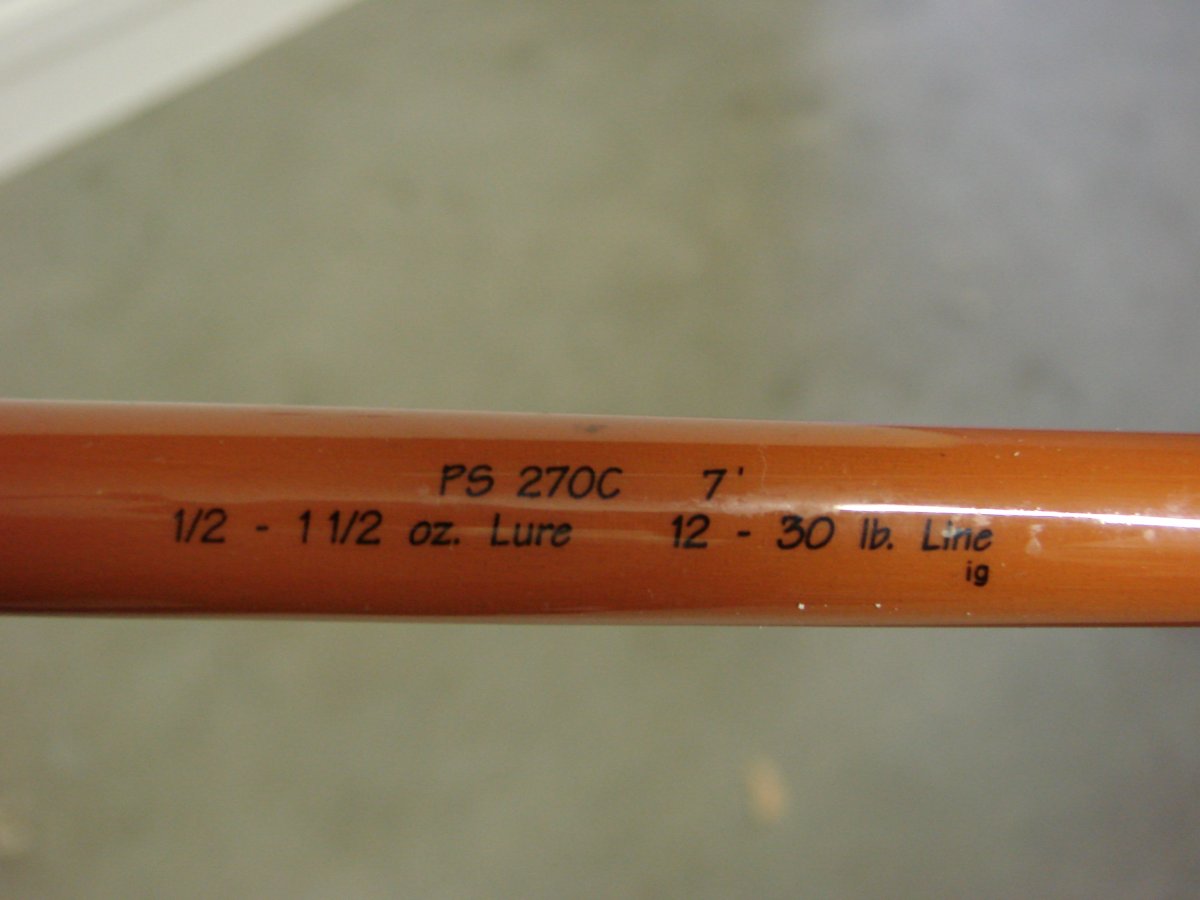 PS 270C 7'
1/2 - 1 1/2 oz. Lure 12 - 30 lb. Line
ig